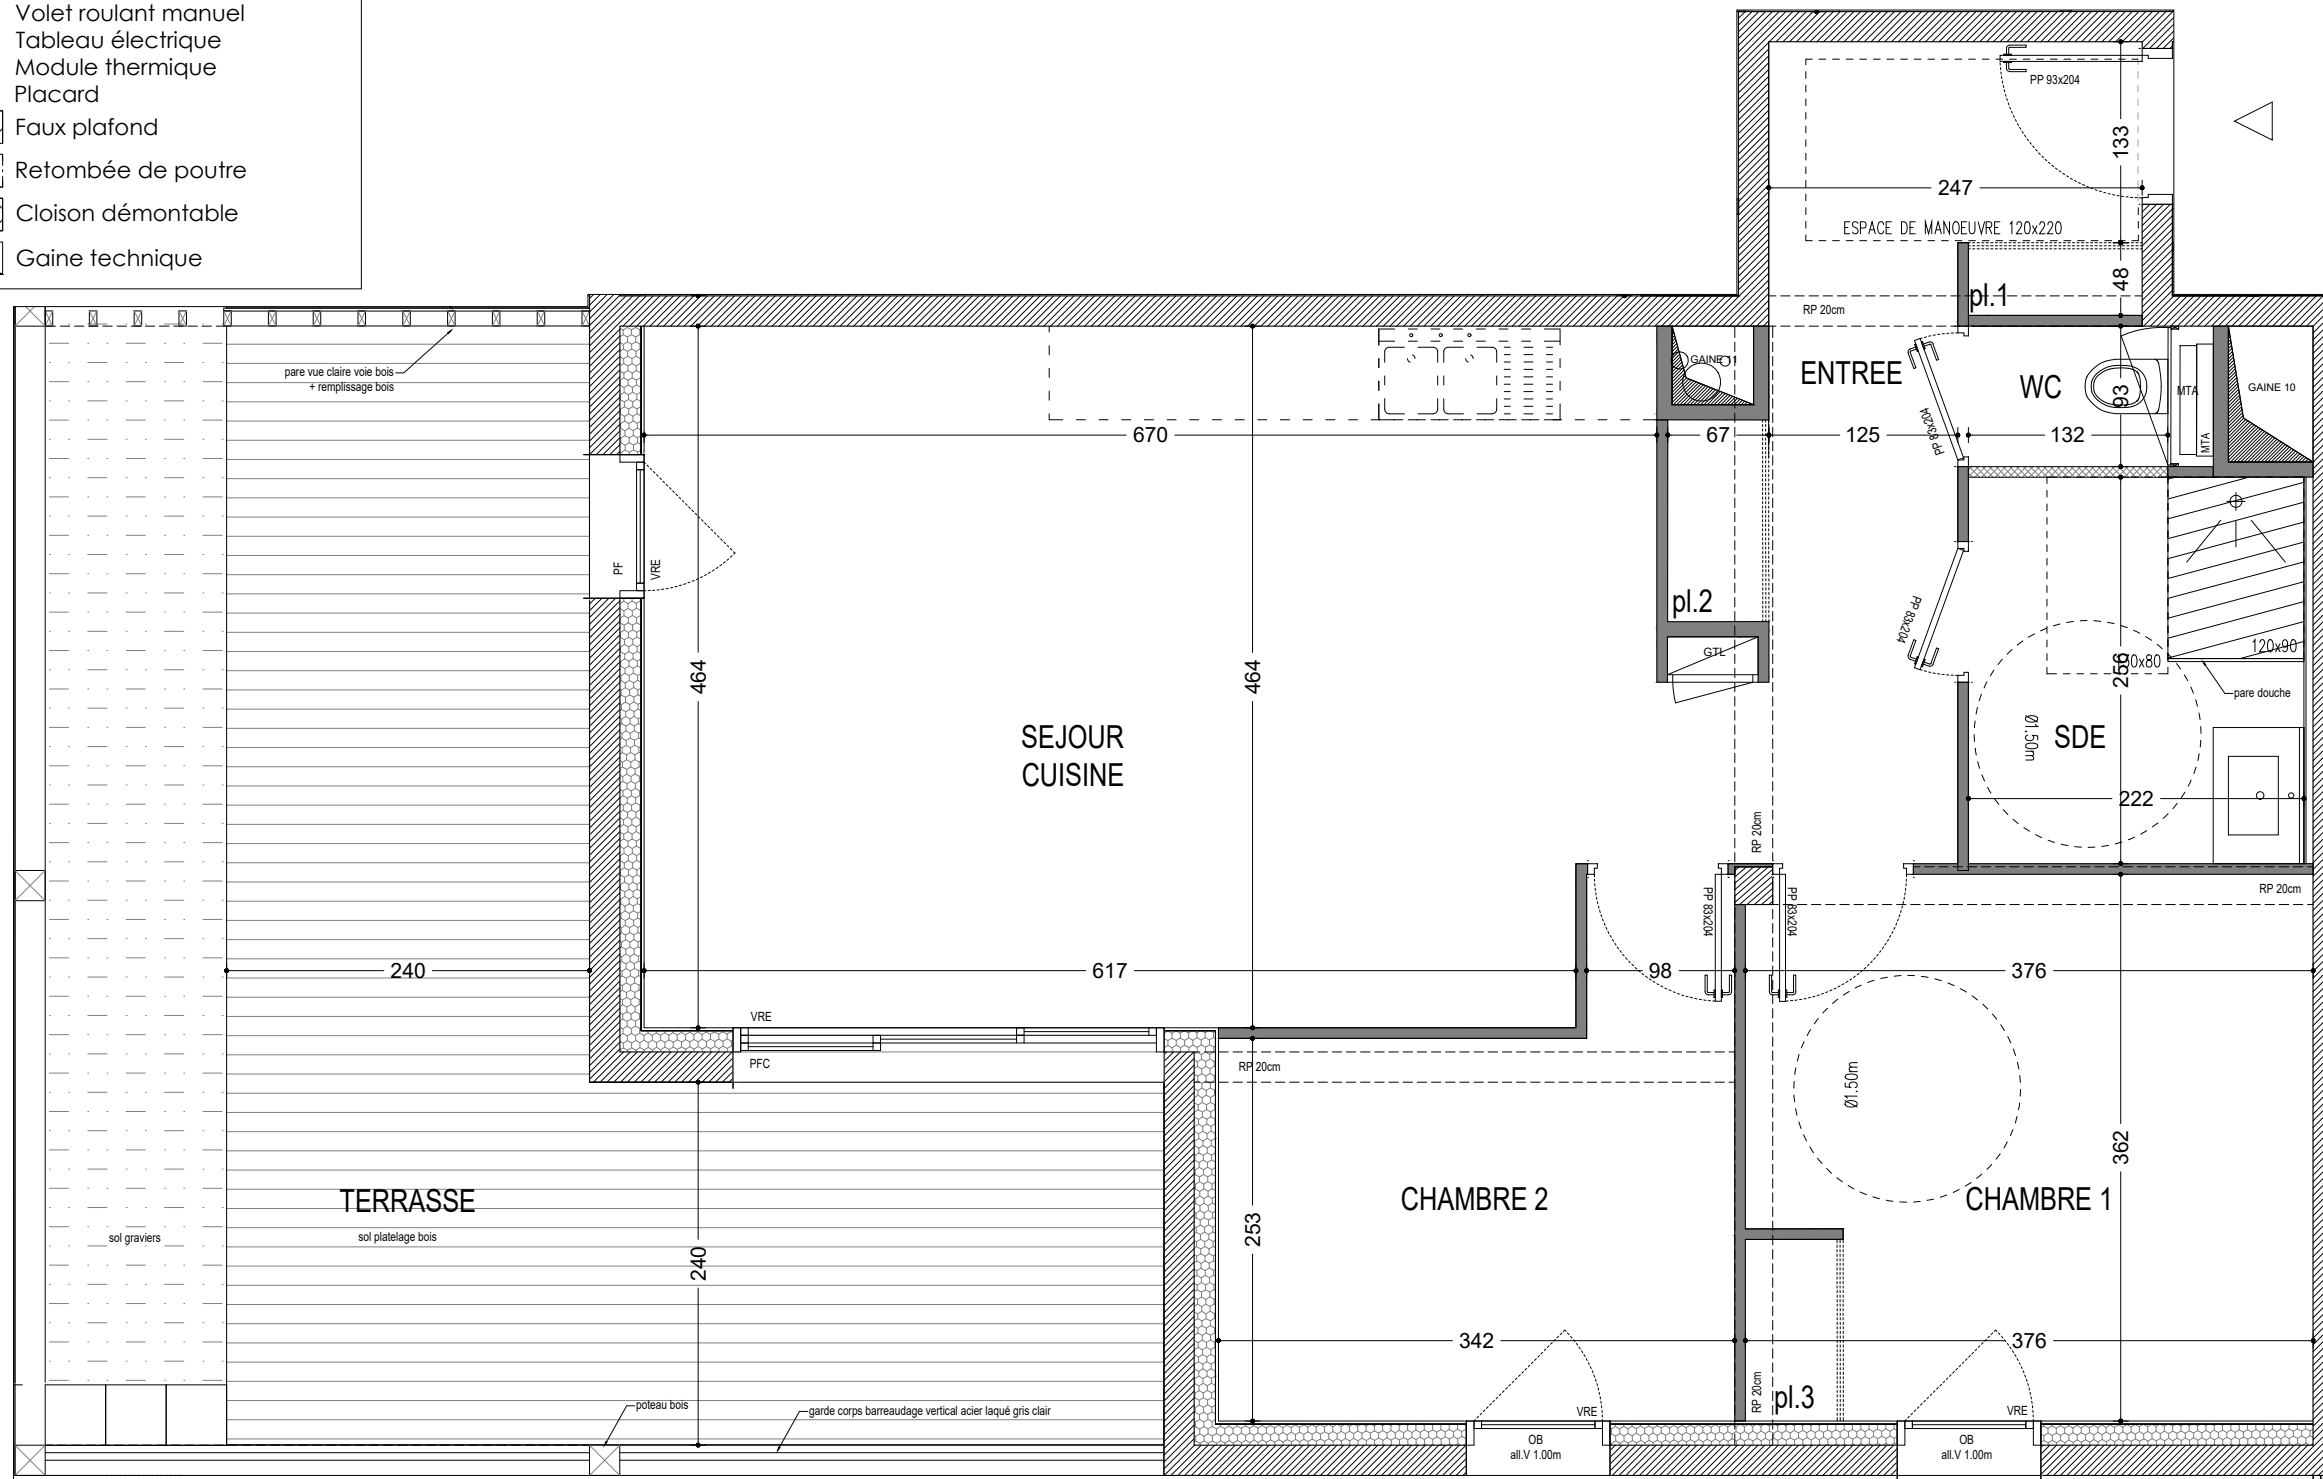 Volet roulant manuel
Tableau électrique
Module thermique
Placard
Faux plafond
Retombée de poutre
Cloison démontable
Gaine technique
PP 93x204
133
247
ESPACE DE MANOEUVRE 120x220
48
pl.1
RP 20cm
pare vue claire voie bois
+ remplissage bois
GAINE 11
ENTREE
WC
93
MTA
MTA
GAINE 10
PP 83x204
670
67
125
132
PF
VRE
pl.2
PP 83x204
GTL
464
464
256
120x90
pare douche
SEJOUR
CUISINE
Ø1.50m
SDE
222
RP 20cm
RP 20cm
PP 83x204
PP 83x204
240
617
98
376
VRE
PFC
RP 20cm
Ø1.50m
362
TERRASSE
CHAMBRE 2
CHAMBRE 1
sol graviers
sol platelage bois
253
240
342
376
RP 20cm
pl.3
poteau bois
garde corps barreaudage vertical acier laqué gris clair
VRE
VRE
OB
all.V 1.00m
OB
all.V 1.00m